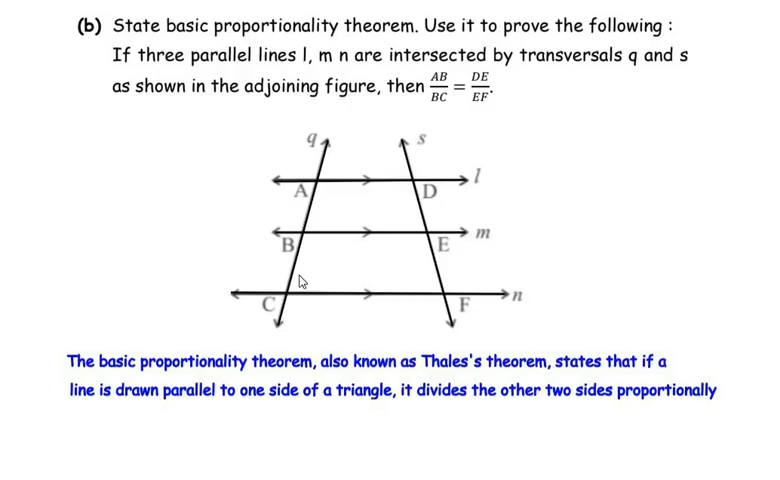 (b) State basic proportionality theorem. Use it to prove the following :
If three parallel lines l, m n are intersected by transversals q and s
as shown in the adjoining figure, then AB/BC = DE/EF.
q s
A D l
B E m
C F n
The basic proportionality theorem, also known as Thales's theorem, states that if a
line is drawn parallel to one side of a triangle, it divides the other two sides proportionally